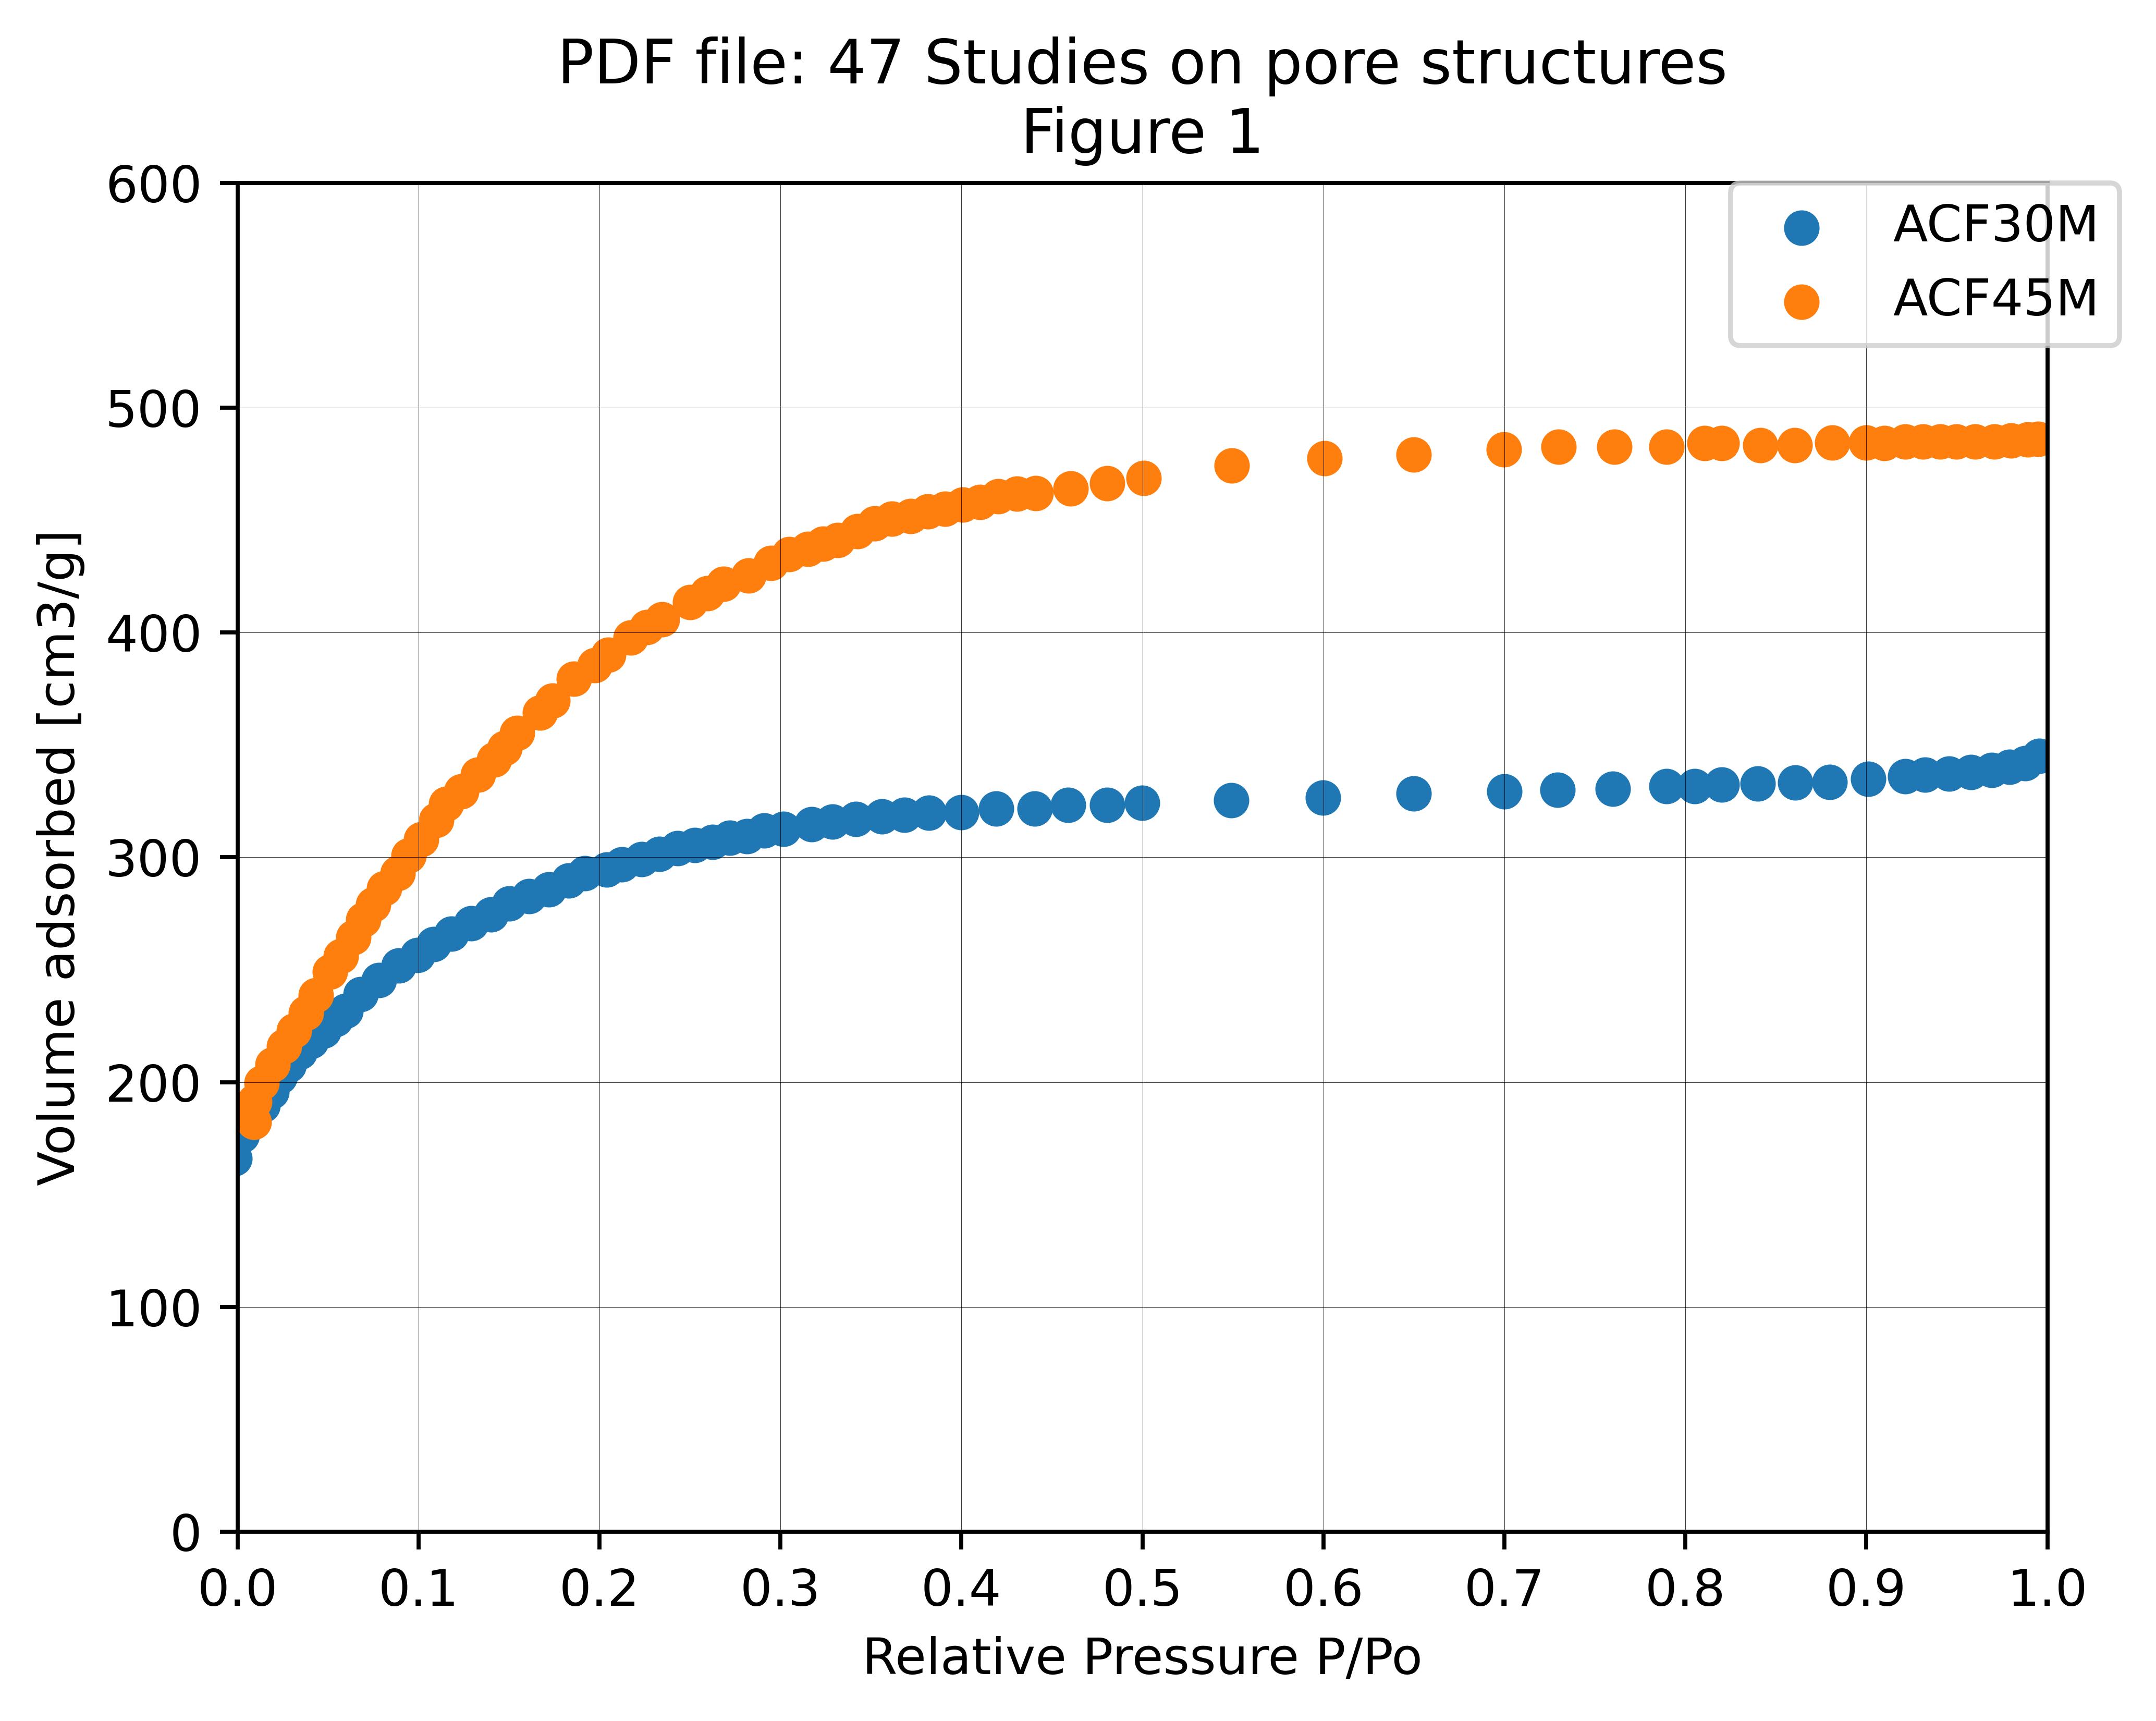 PDF file: 47 Studies on pore structures
Figure 1
600
500
400
300
200
100
0
Volume adsorbed [cm3/g]
ACF30M
ACF45M
0.0 0.1 0.2 0.3 0.4 0.5 0.6 0.7 0.8 0.9 1.0
Relative Pressure P/Po